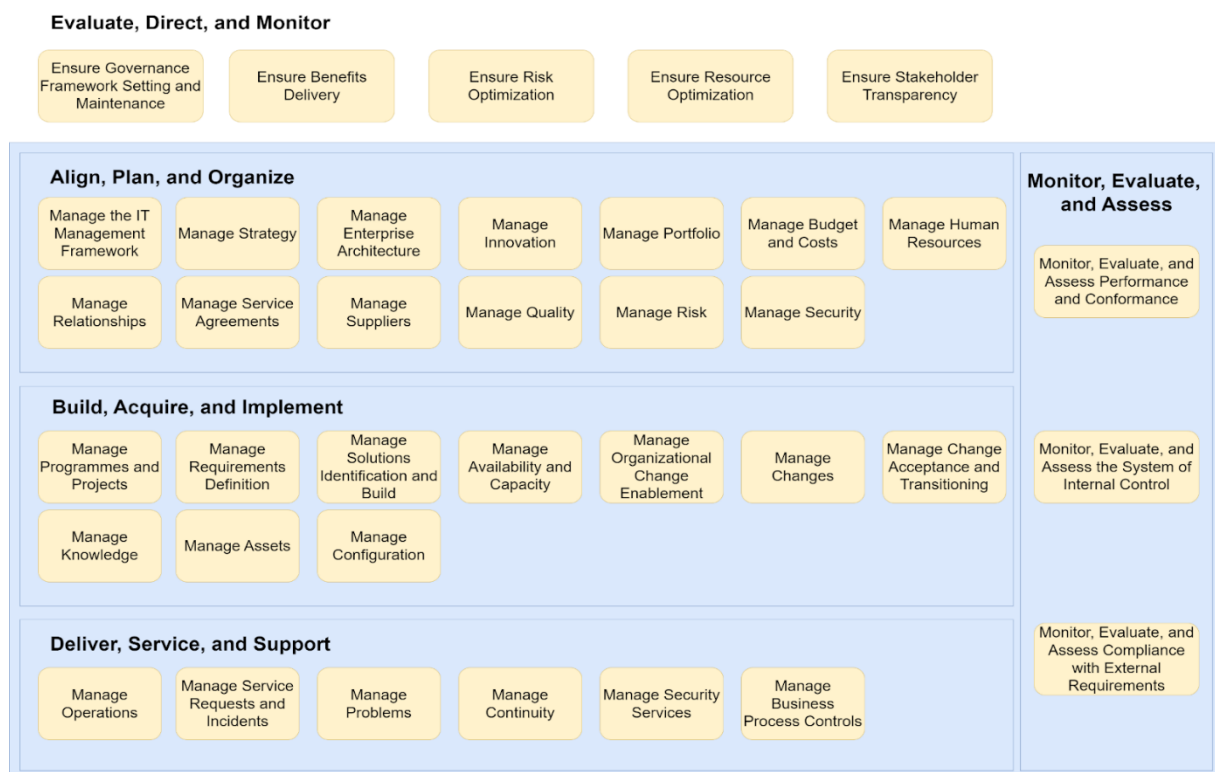 Evaluate, Direct, and Monitor
Ensure Governance
Framework Setting and
Maintenance
Ensure Benefits
Delivery
Ensure Risk
Optimization
Ensure Resource
Optimization
Ensure Stakeholder
Transparency
Align, Plan, and Organize
Manage the IT
Management
Framework
Manage Strategy
Manage
Enterprise
Architecture
Manage
Innovation
Manage Portfolio
Manage Budget
and Costs
Manage Human
Resources
Manage
Relationships
Manage Service
Agreements
Manage
Suppliers
Manage Quality
Manage Risk
Manage Security
Build, Acquire, and Implement
Manage
Programmes and
Projects
Manage
Requirements
Definition
Manage
Solutions
Identification and
Build
Manage
Availability and
Capacity
Manage
Organizational
Change
Enablement
Manage
Changes
Manage Change
Acceptance and
Transitioning
Manage
Knowledge
Manage Assets
Manage
Configuration
Deliver, Service, and Support
Manage
Operations
Manage Service
Requests and
Incidents
Manage
Problems
Manage
Continuity
Manage Security
Services
Manage
Business
Process Controls
Monitor, Evaluate,
and Assess
Monitor, Evaluate, and
Assess Performance
and Conformance
Monitor, Evaluate, and
Assess the System of
Internal Control
Monitor, Evaluate, and
Assess Compliance
with External
Requirements